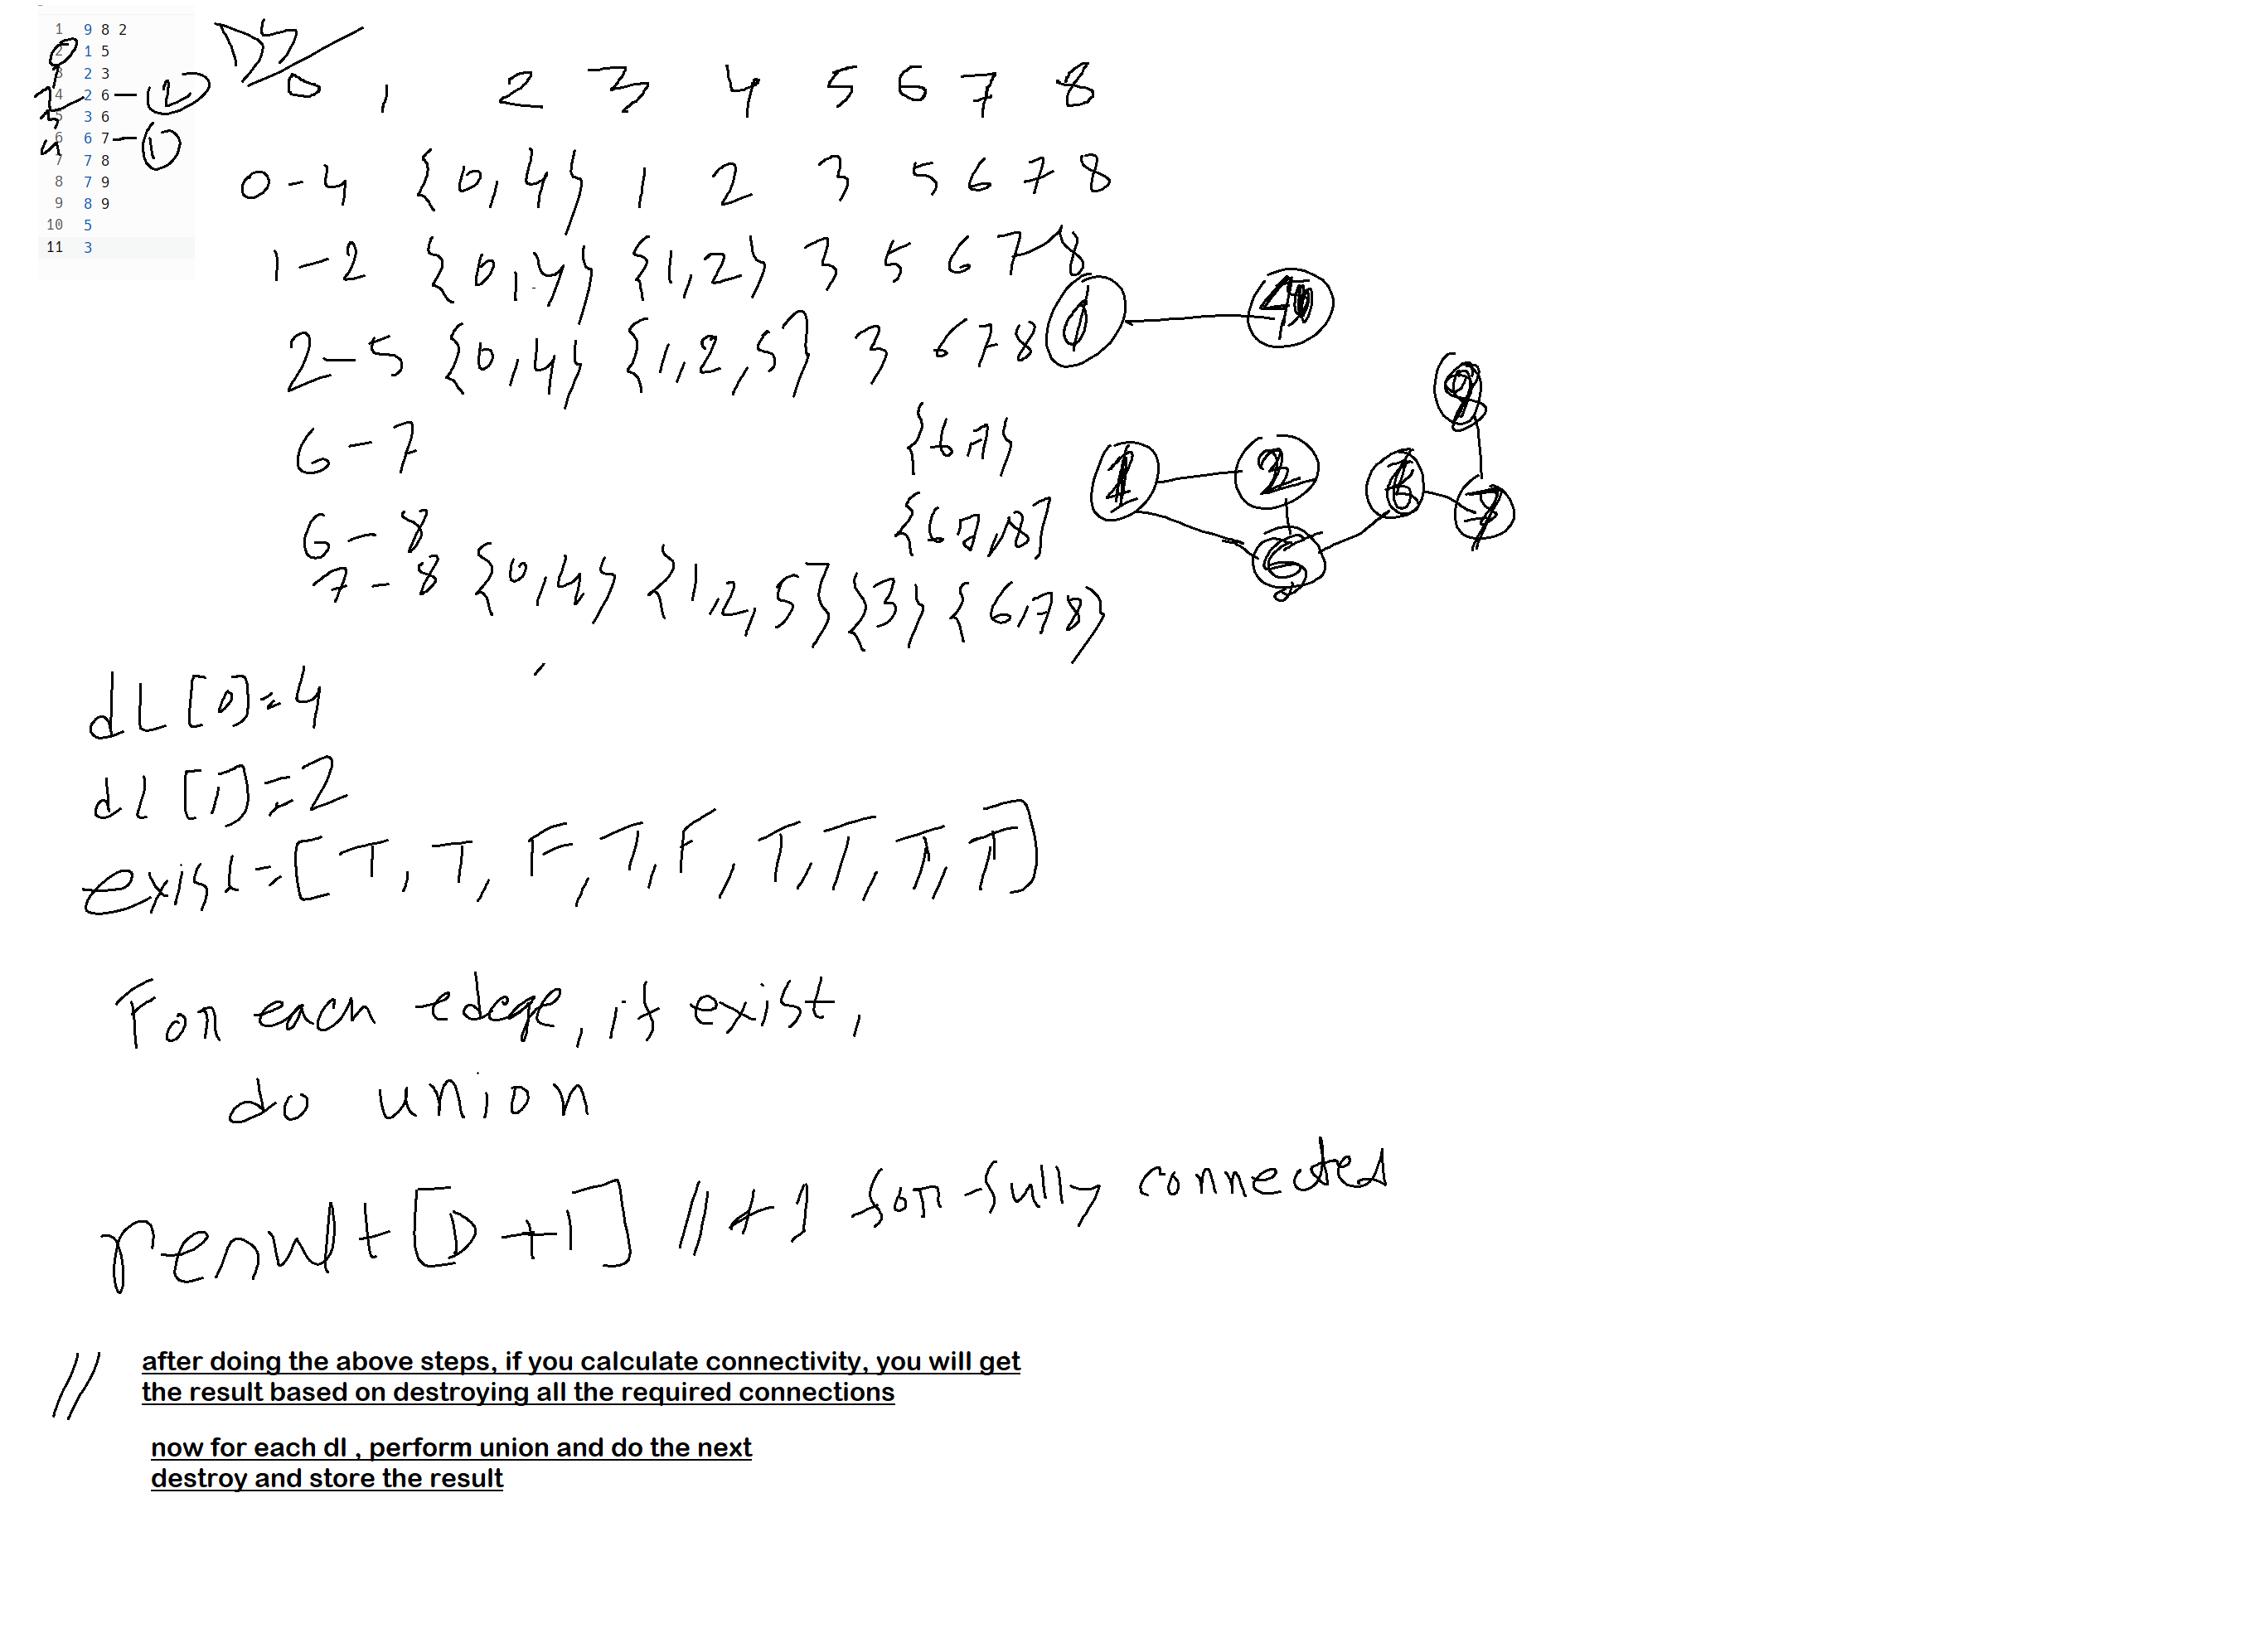 1 9 8 2
2 1 5
3 2 3
4 2 6 — ②
5 3 6
6 6 7 — ①
7 7 8
8 7 9
9 8 9
10 5
11 3
0
1
2
3
4
DS
0 , 2 3 4 5 6 7 8
0-4 {0,4} 1 2 3 5 6 7 8
1-2 {0,4} {1,2} 3 5 6 7 8
2-5 {0,4} {1,2,5} 3 6 7 8
6-7 {6 7}
6-8 {6 7,8}
7-8 {0,4} {1,2,5} {3} {6,7 8}
0 4
1 2 5 6 7
dL [0]=4
dL [1]=2
exist=[T, T, F, T, F, T, T, T, T]
For each edege, if exist,
do union
result [D+1] // +1 for fully connected
// after doing the above steps, if you calculate connectivity, you will get
the result based on destroying all the required connections
now for each dl , perform union and do the next
destroy and store the result